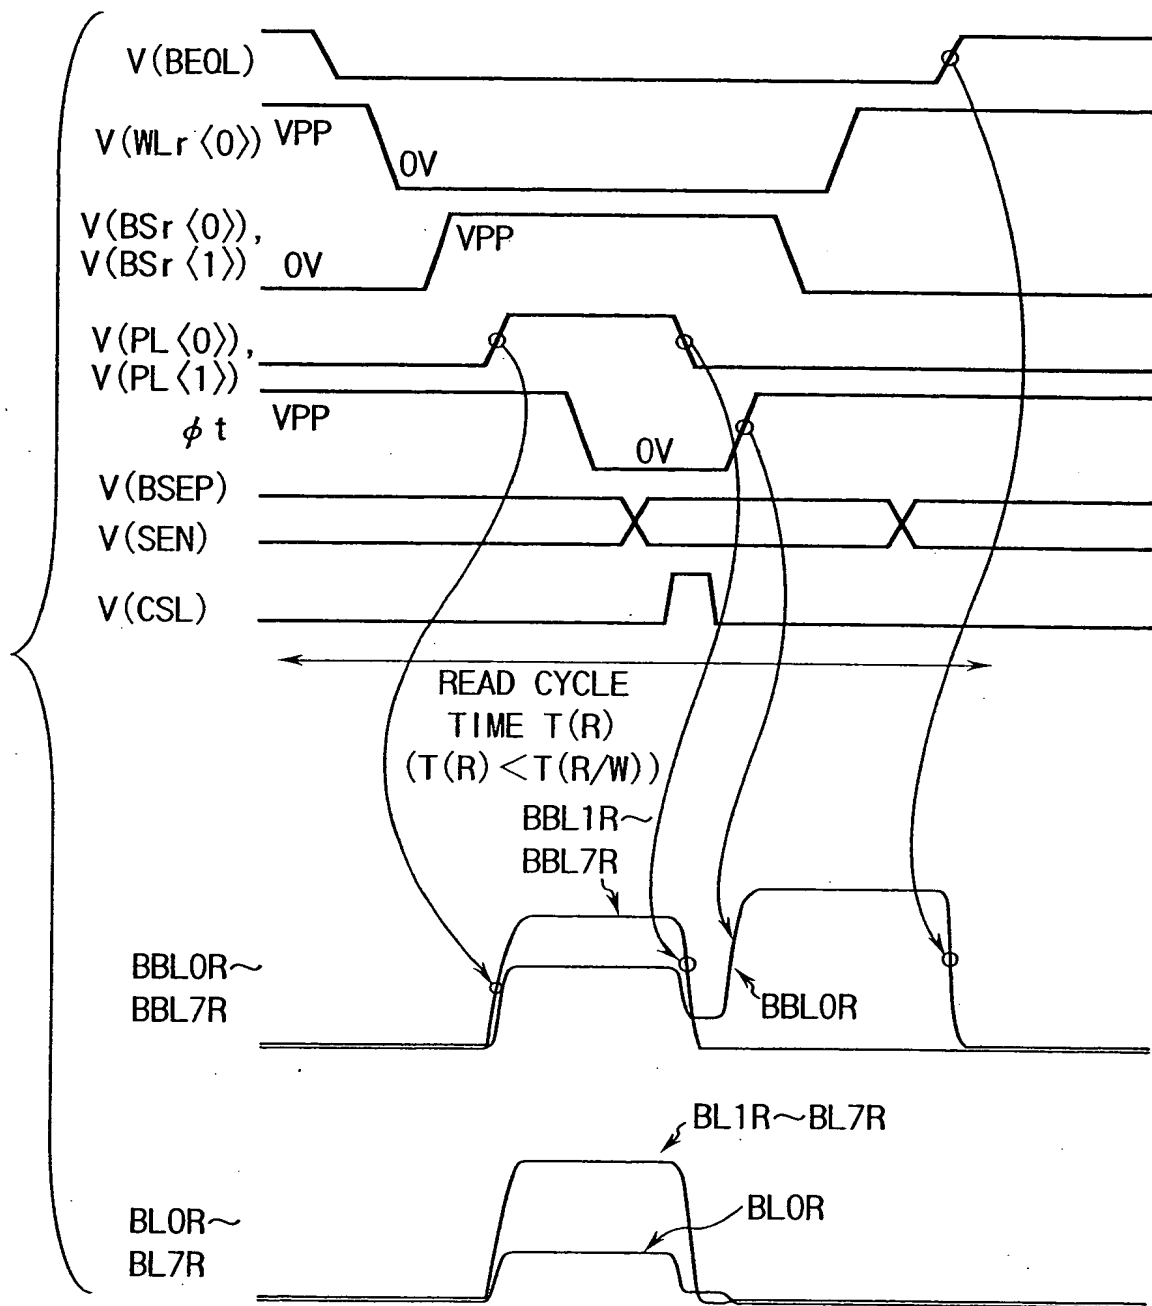 V(BEQL)
V(WLr⟨0⟩) VPP
0V
V(BSr⟨0⟩),
VPP
V(BSr⟨1⟩) 0V
V(PL⟨0⟩),
V(PL⟨1⟩)
VPP
φt
0V
V(BSEP)
V(SEN)
V(CSL)
READ CYCLE
TIME T(R)
(T(R)<T(R/W))
BBL1R~
BBL7R
BBL0R~
BBL7R
BBL0R
BL1R~BL7R
BL0R~
BL7R
BL0R